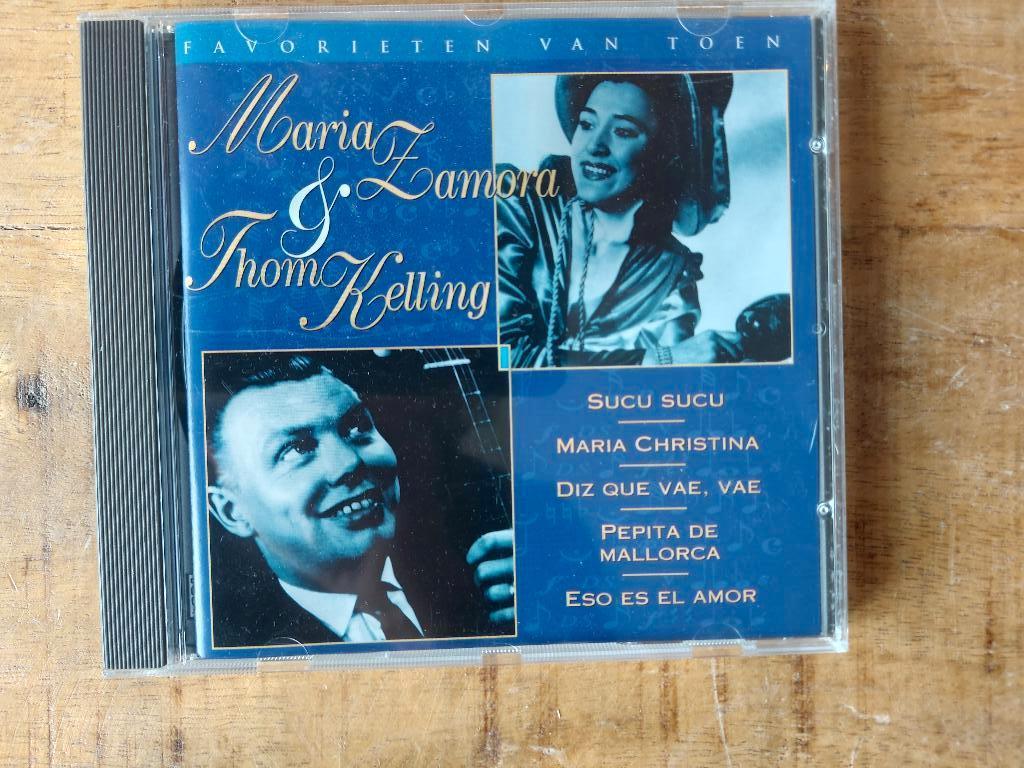 FAVORIETEN VAN TOEN
Maria
Zamora
&
Thom
Kelling
SUCU SUCU
MARIA CHRISTINA
DIZ QUE VAE, VAE
PEPITA DE
MALLORCA
ESO ES EL AMOR